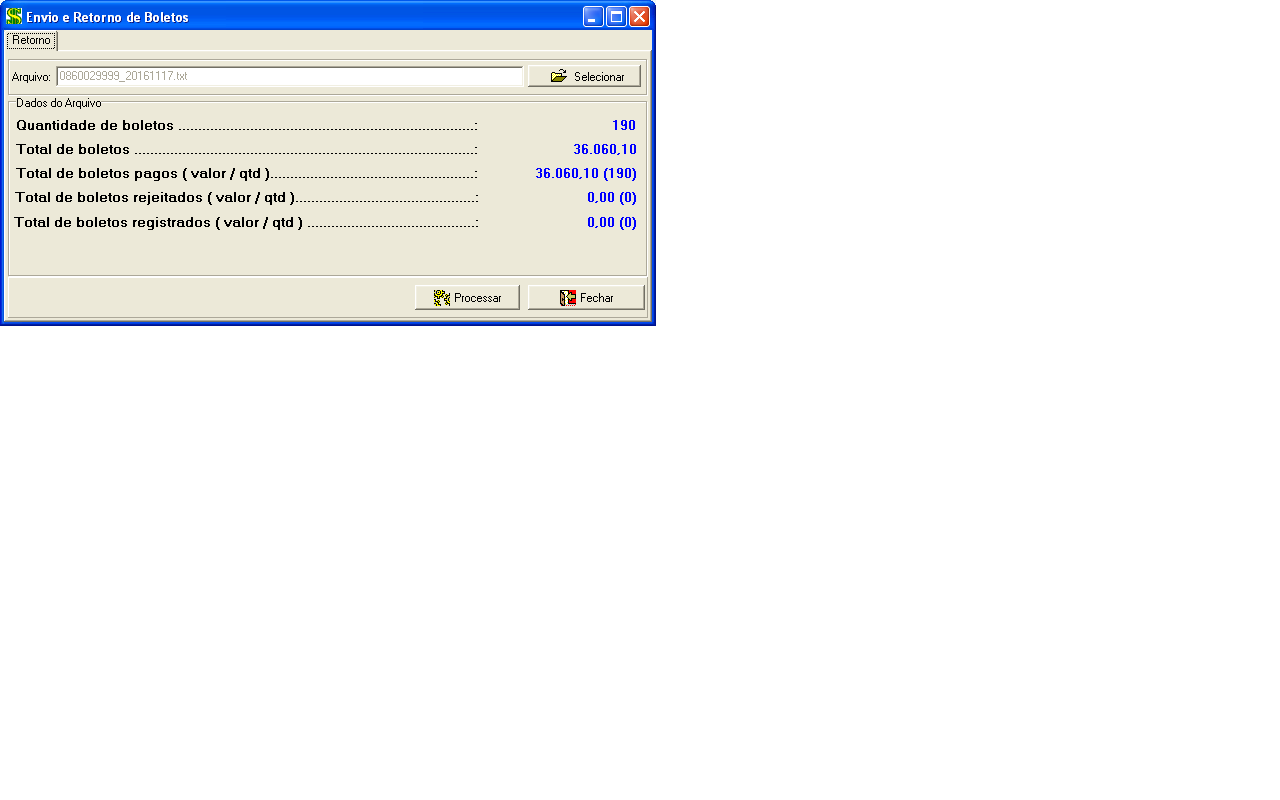 Envio e Retorno de Boletos
Retorno
Arquivo: 0860029999_20161117.txt Selecionar
Dados do Arquivo
Quantidade de boletos ..........................................................................: 190
Total de boletos .....................................................................................: 36.060,10
Total de boletos pagos ( valor / qtd )...................................................: 36.060,10 (190)
Total de boletos rejeitados ( valor / qtd ).............................................: 0,00 (0)
Total de boletos registrados ( valor / qtd ) ..........................................: 0,00 (0)
Processar Fechar